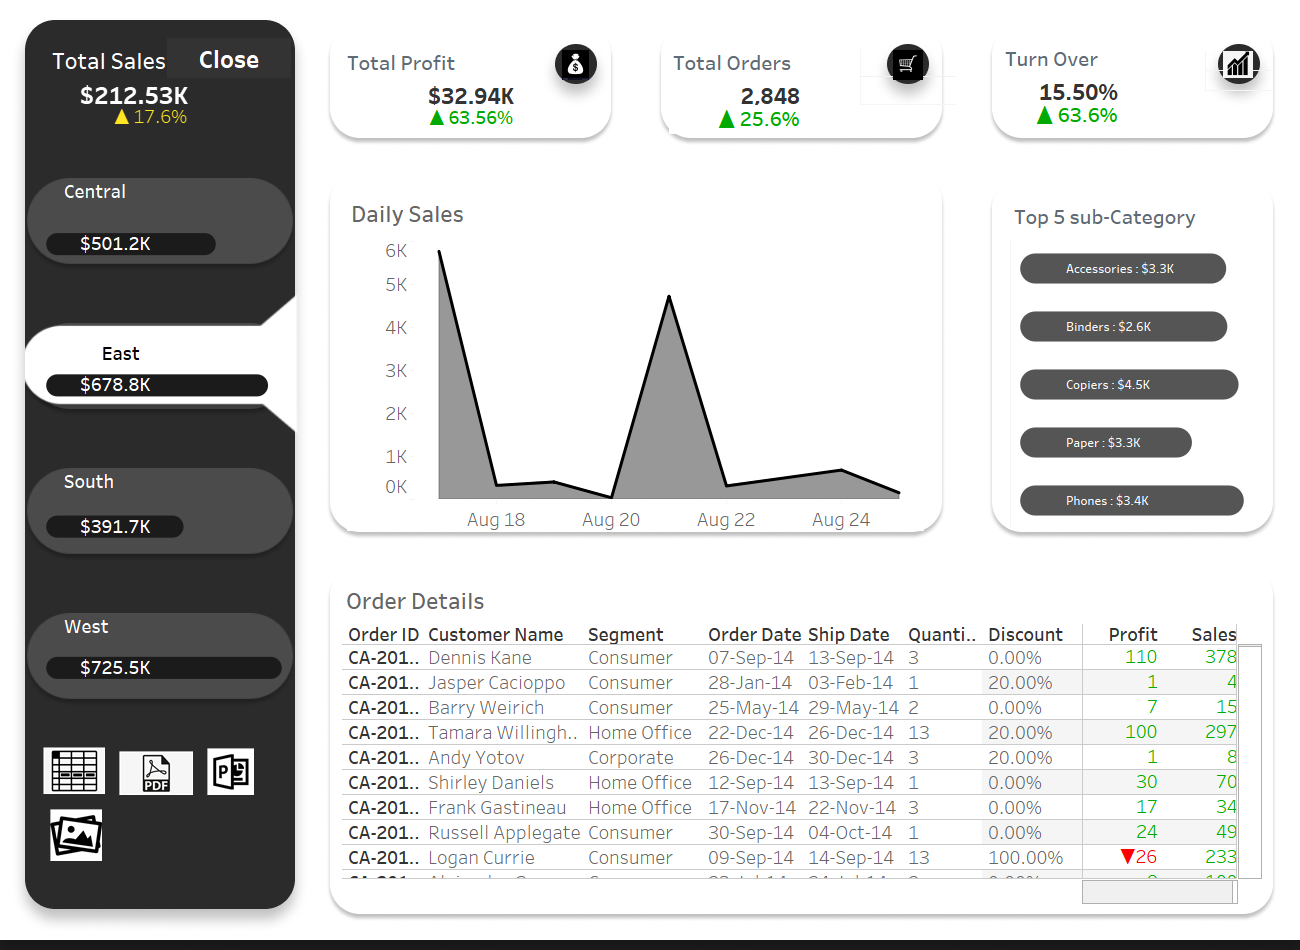 Total Sales
Close
$212.53K
▲ 17.6%
Central
$501.2K
East
$678.8K
South
$391.7K
West
$725.5K
PDF
P
Total Profit
$32.94K
▲ 63.56%
$
Total Orders
2,848
▲ 25.6%
Turn Over
15.50%
▲ 63.6%
Daily Sales
6K
5K
4K
3K
2K
1K
0K
Aug 18 Aug 20 Aug 22 Aug 24
Top 5 sub-Category
Accessories : $3.3K
Binders : $2.6K
Copiers : $4.5K
Paper : $3.3K
Phones : $3.4K
Order Details
Order ID Customer Name Segment Order Date Ship Date Quanti.. Discount Profit Sales
CA-201.. Dennis Kane Consumer 07-Sep-14 13-Sep-14 3 0.00% 110 378
CA-201.. Jasper Cacioppo Consumer 28-Jan-14 03-Feb-14 1 20.00% 1 4
CA-201.. Barry Weirich Consumer 25-May-14 29-May-14 2 0.00% 7 15
CA-201.. Tamara Willingh.. Home Office 22-Dec-14 26-Dec-14 13 20.00% 100 297
CA-201.. Andy Yotov Corporate 26-Dec-14 30-Dec-14 3 20.00% 1 8
CA-201.. Shirley Daniels Home Office 12-Sep-14 13-Sep-14 1 0.00% 30 70
CA-201.. Frank Gastineau Home Office 17-Nov-14 22-Nov-14 3 0.00% 17 34
CA-201.. Russell Applegate Consumer 30-Sep-14 04-Oct-14 1 0.00% 24 49
CA-201.. Logan Currie Consumer 09-Sep-14 14-Sep-14 13 100.00% ▼26 233